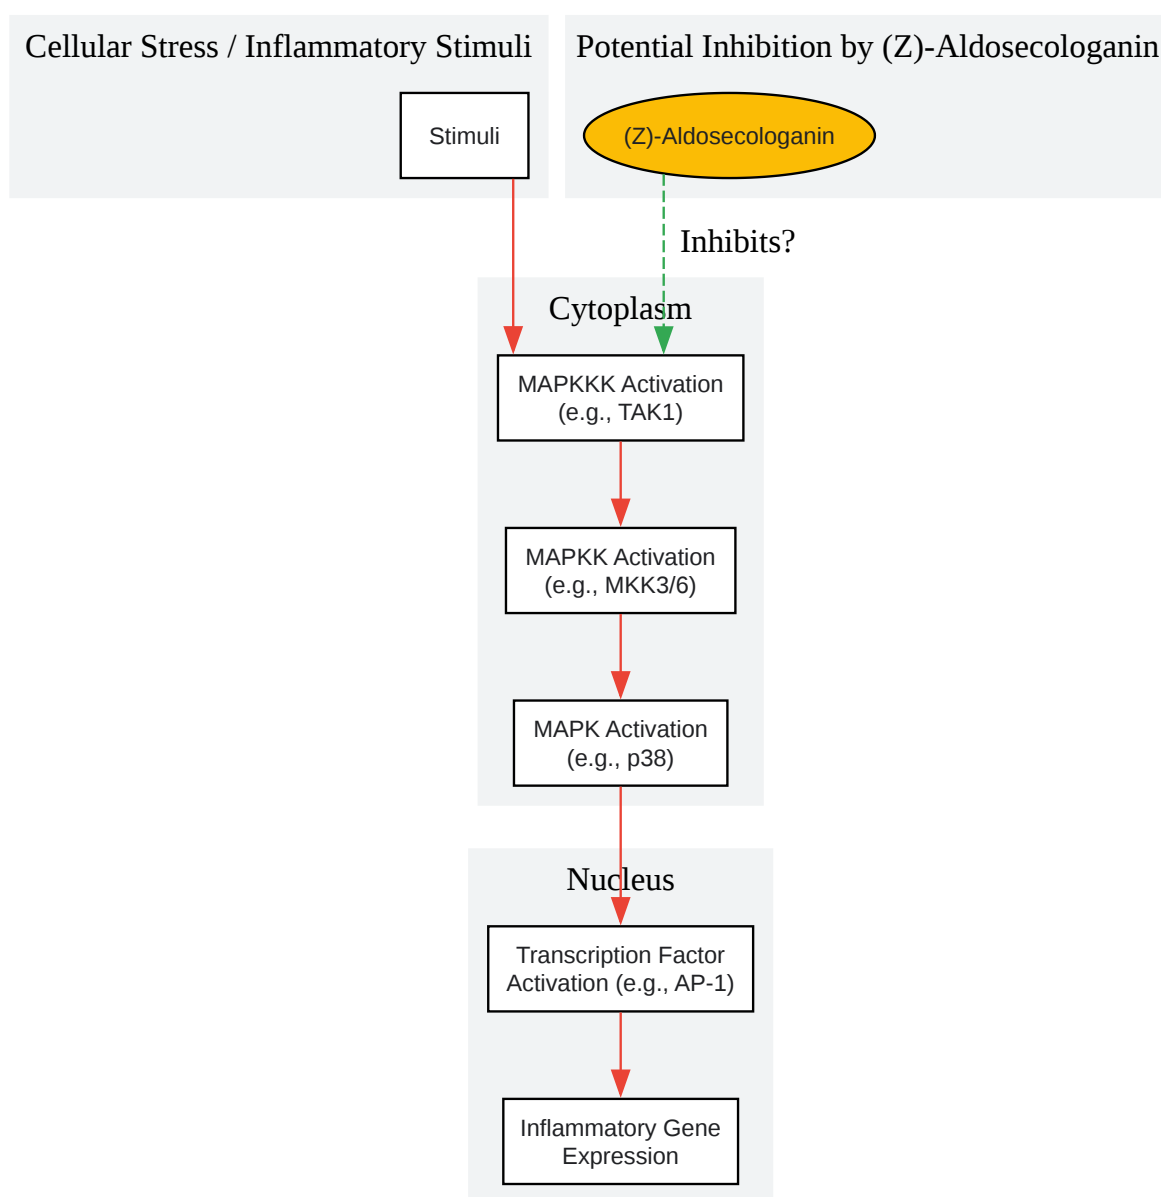 Cellular Stress / Inflammatory Stimuli
Potential Inhibition by (Z)-Aldosecologanin
Stimuli
(Z)-Aldosecologanin
Inhibits?
Cytoplasm
MAPKKK Activation
(e.g., TAK1)
MAPKK Activation
(e.g., MKK3/6)
MAPK Activation
(e.g., p38)
Nucleus
Transcription Factor
Activation (e.g., AP-1)
Inflammatory Gene
Expression